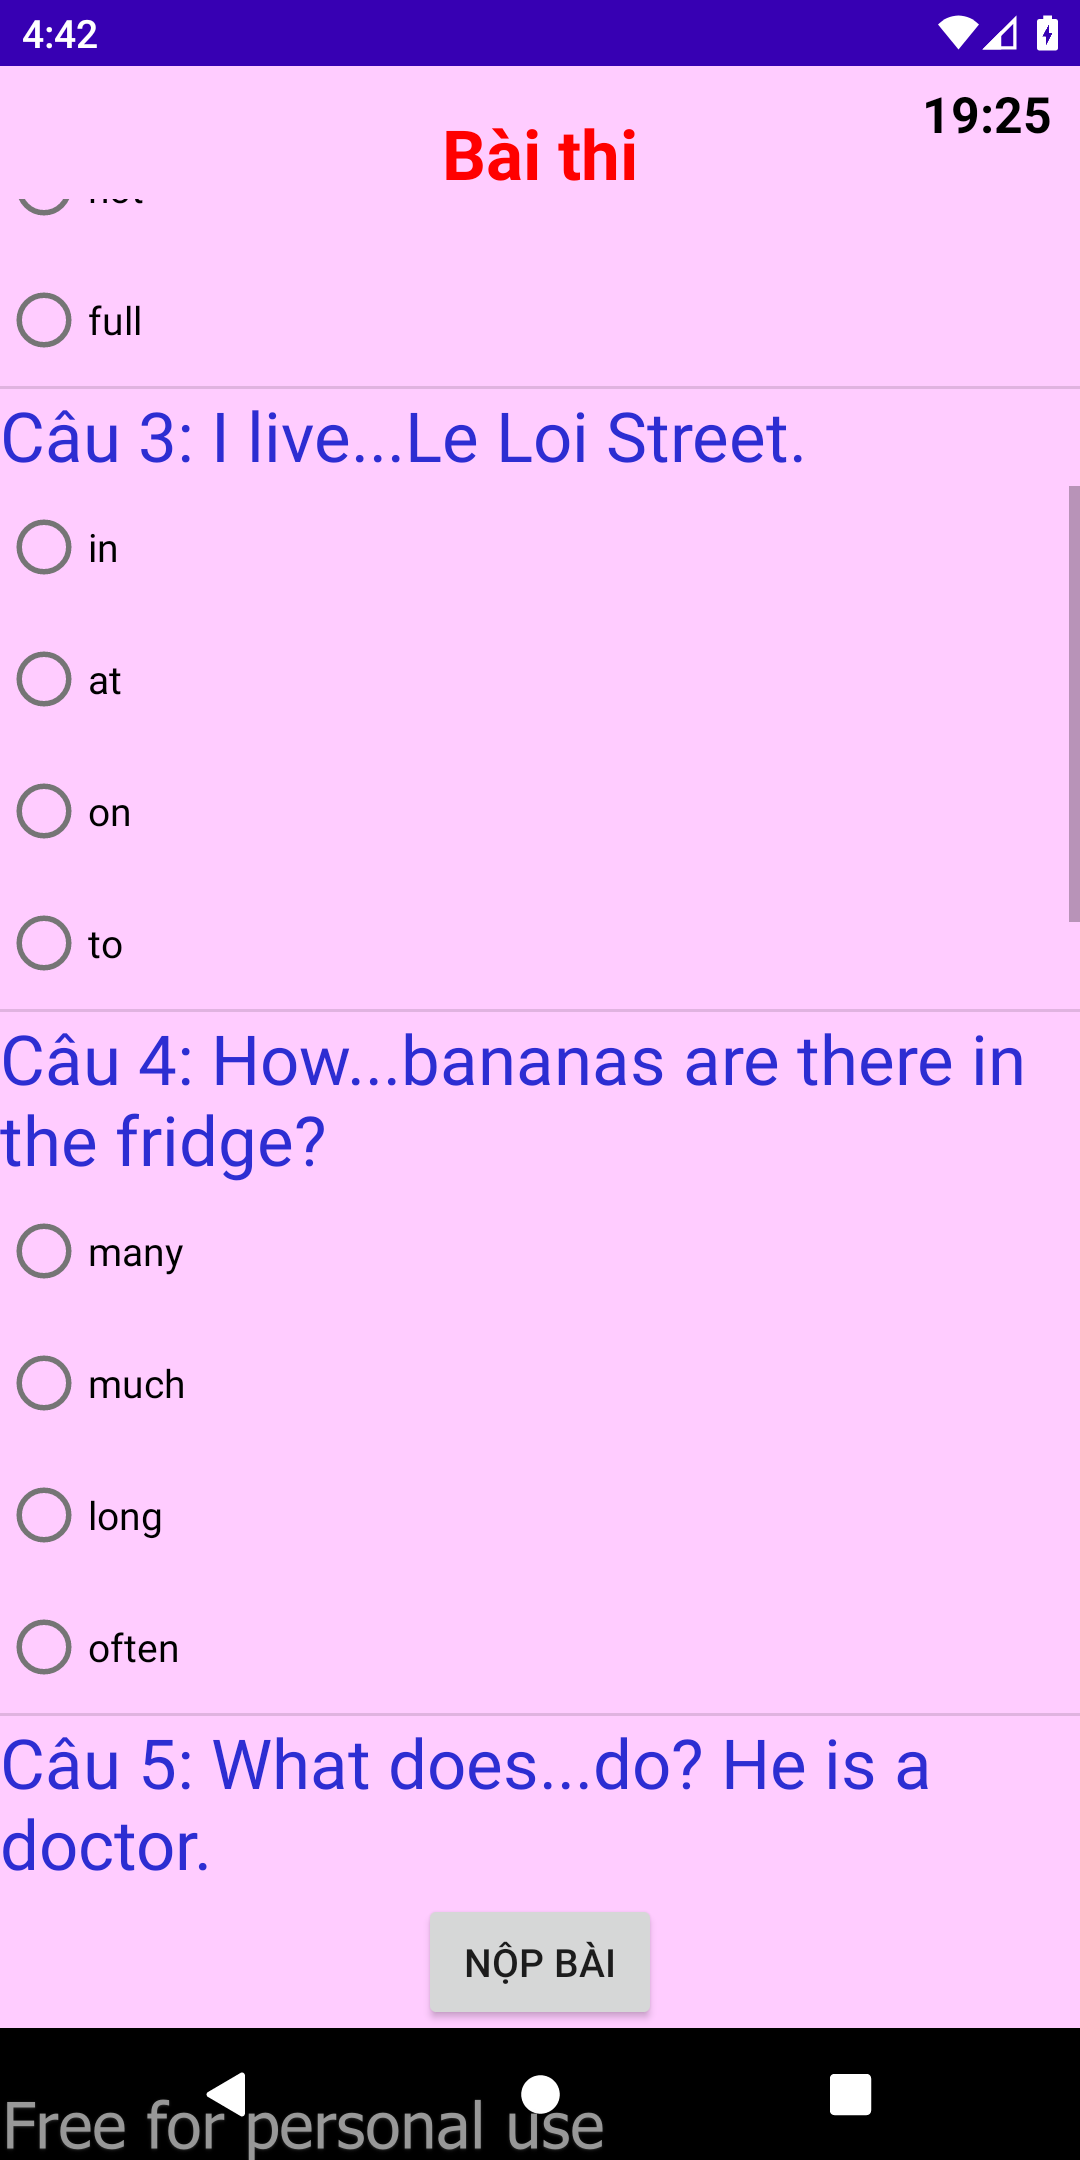 4:42
19:25
Bài thi
full
Câu 3: I live...Le Loi Street.
in
at
on
to
Câu 4: How...bananas are there in
the fridge?
many
much
long
often
Câu 5: What does...do? He is a
doctor.
NỘP BÀI
Free for personal use